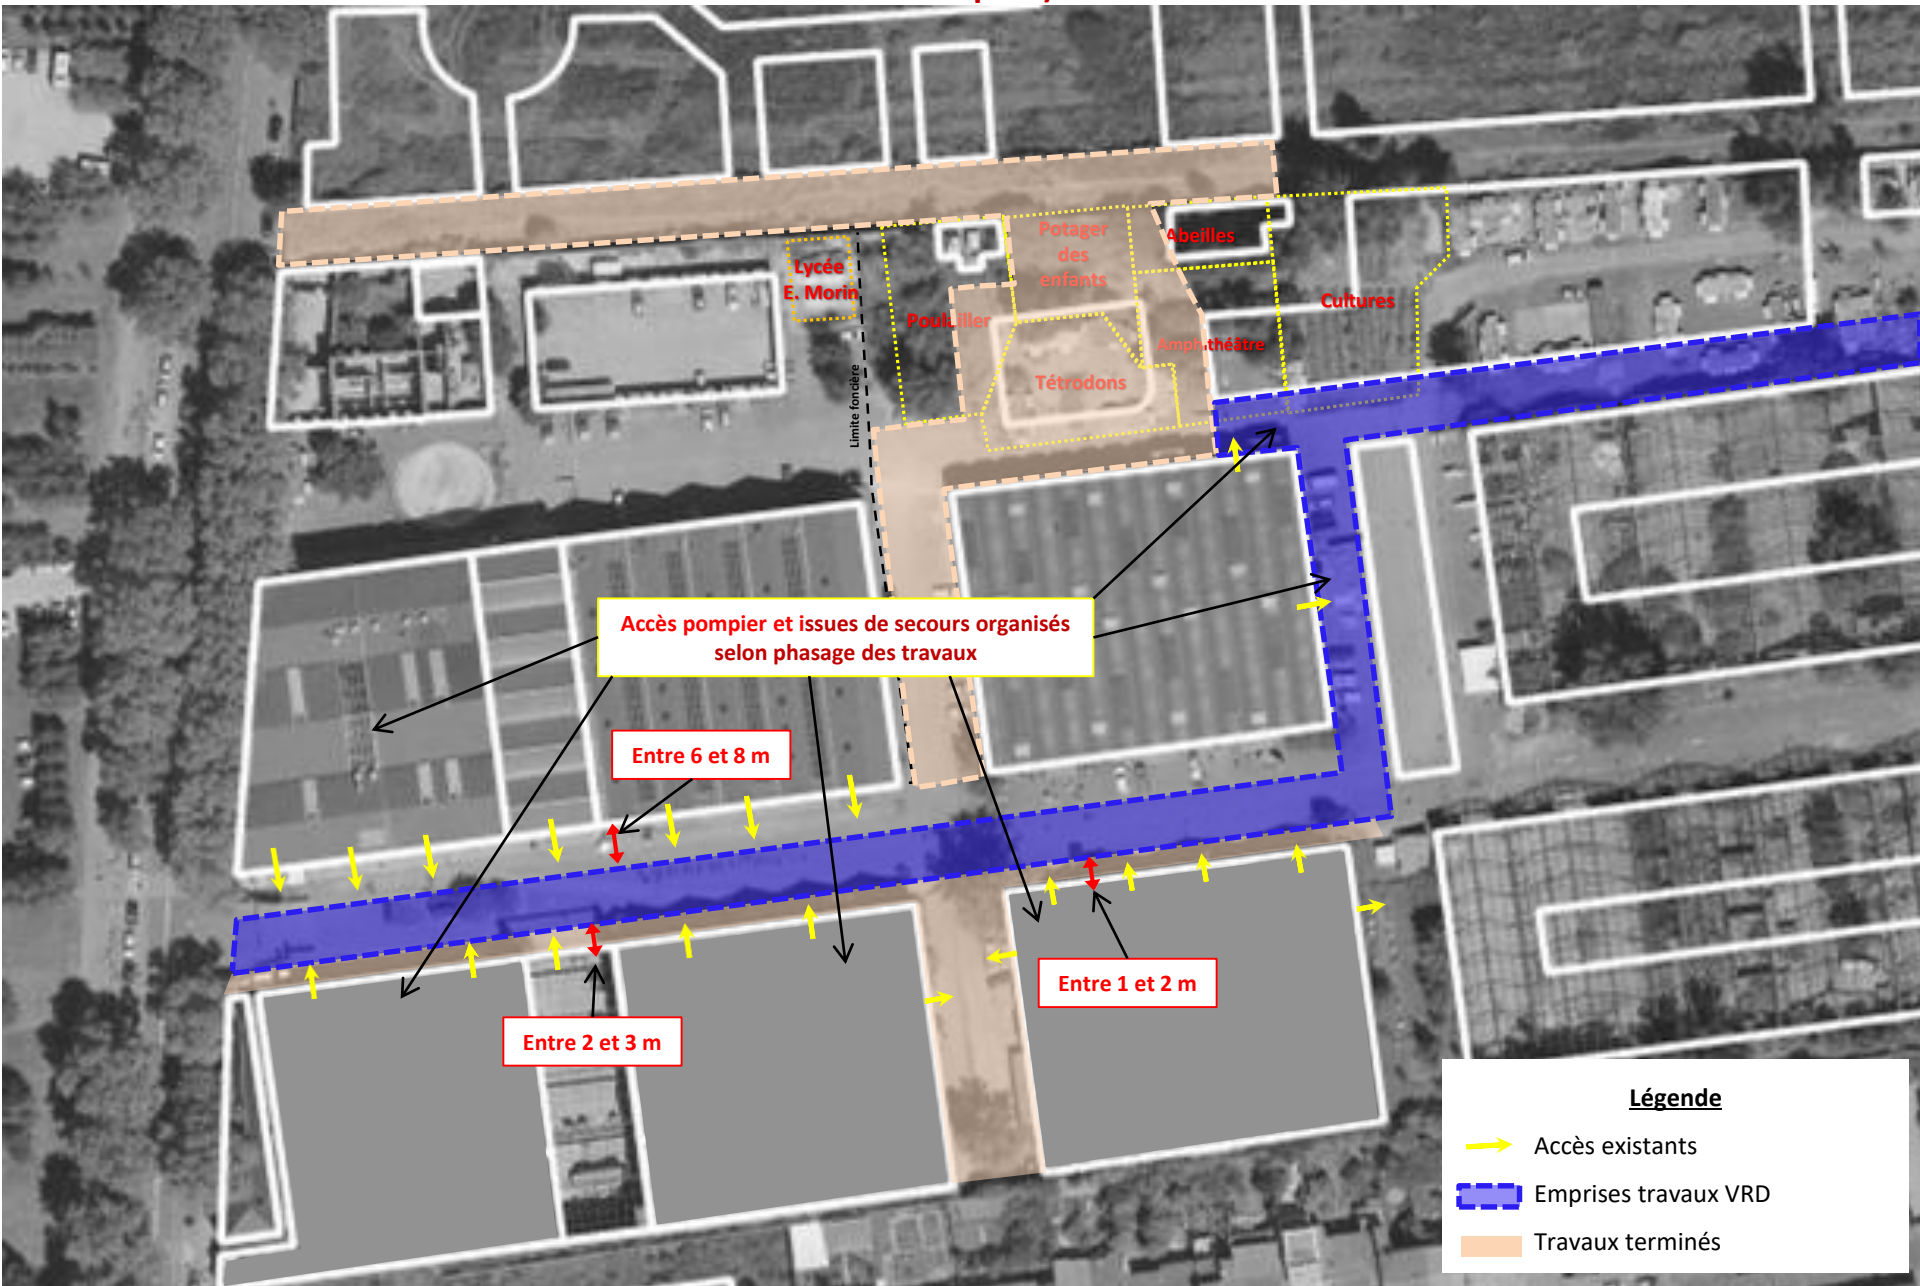 Potager
des
enfants
Abeilles
Lycée
E. Morin
Cultures
Poulailler
Amphithéâtre
Tétrodons
Limite foncière
Accès pompier et issues de secours organisés
selon phasage des travaux
Entre 6 et 8 m
Entre 1 et 2 m
Entre 2 et 3 m
Légende
Accès existants
Emprises travaux VRD
Travaux terminés